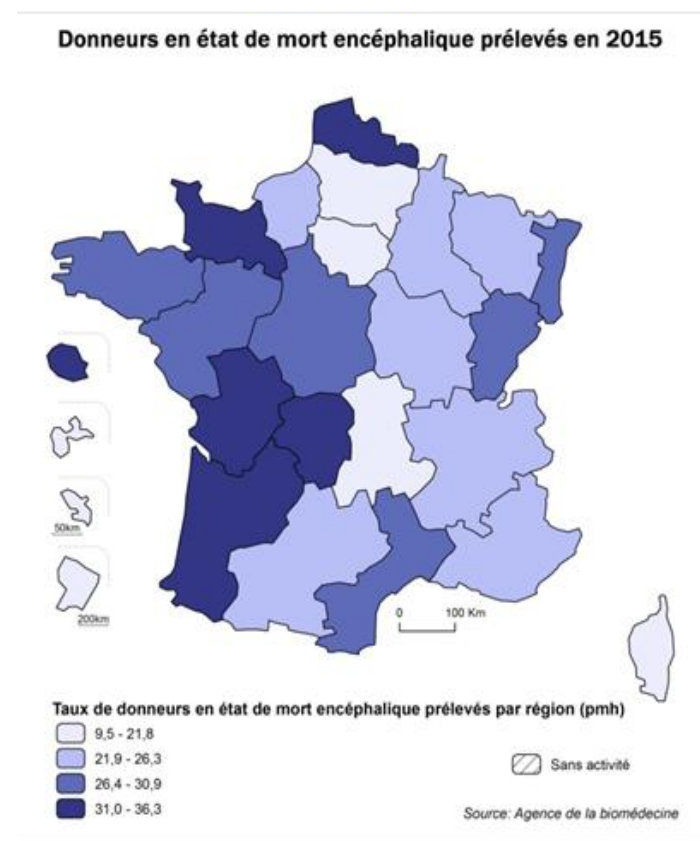 Donneurs en état de mort encéphalique prélevés en 2015
50km
200km
0 100 Km
Taux de donneurs en état de mort encéphalique prélevés par région (pmh)
9,5 - 21,8
21,9 - 26,3
26,4 - 30,9
31,0 - 36,3
Sans activité
Source: Agence de la biomédecine